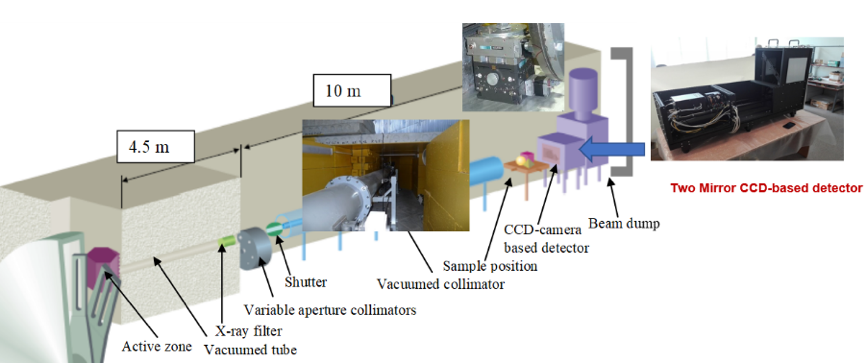 10 m
4.5 m
Two Mirror CCD-based detector
CCD-camera
based detector
Beam dump
Sample position
Vacuumed collimator
Shutter
Variable aperture collimators
X-ray filter
Active zone
Vacuumed tube